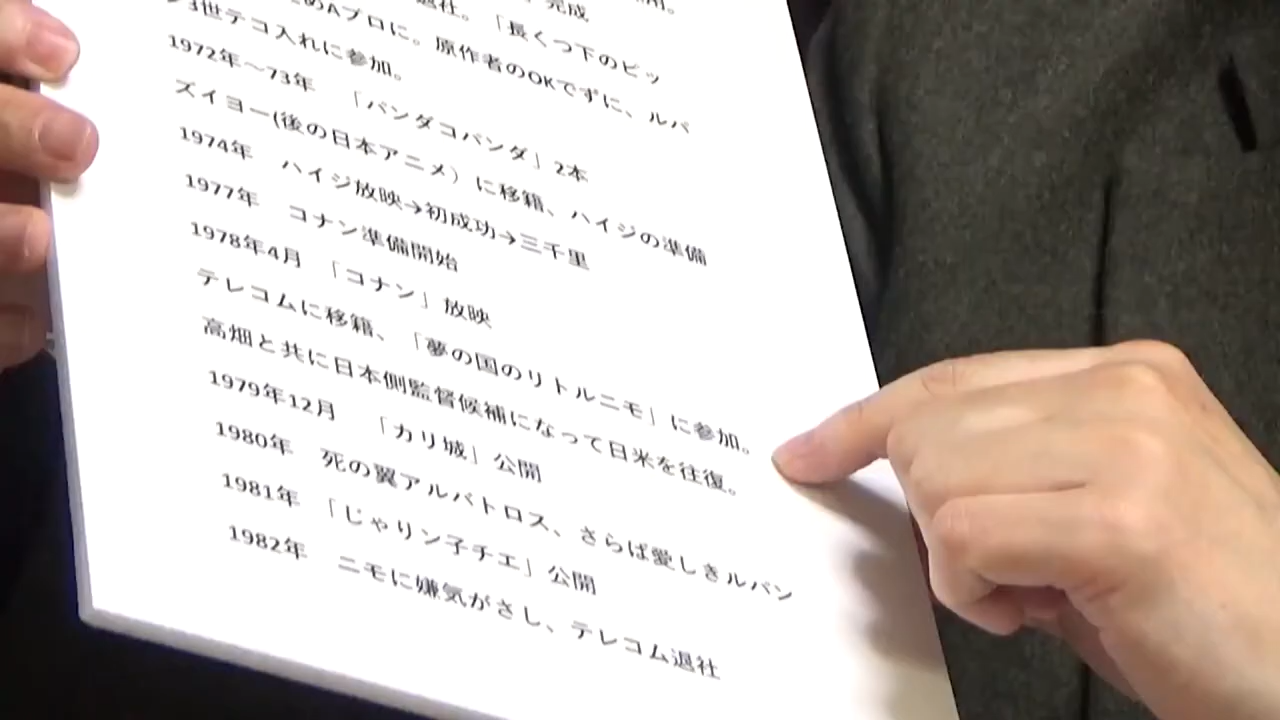 完成
退社。 「長くつ下のピッ
めAプロに。原作者のOKでずに、ルパ
ン3世テコ入れに参加。
1972年〜73年 「パンダコパンダ」2本
ズイヨー(後の日本アニメ）に移籍、ハイジの準備
1974年 ハイジ放映→初成功→三千里
1977年 コナン準備開始
1978年4月 「コナン」放映
テレコムに移籍、「夢の国のリトルニモ」に参加。
高畑と共に日本側監督候補になって日米を往復。
1979年12月 「カリ城」公開
1980年 死の翼アルバトロス、さらば愛しきルパン
1981年 「じゃりン子チエ」公開
1982年 ニモに嫌気がさし、テレコム退社